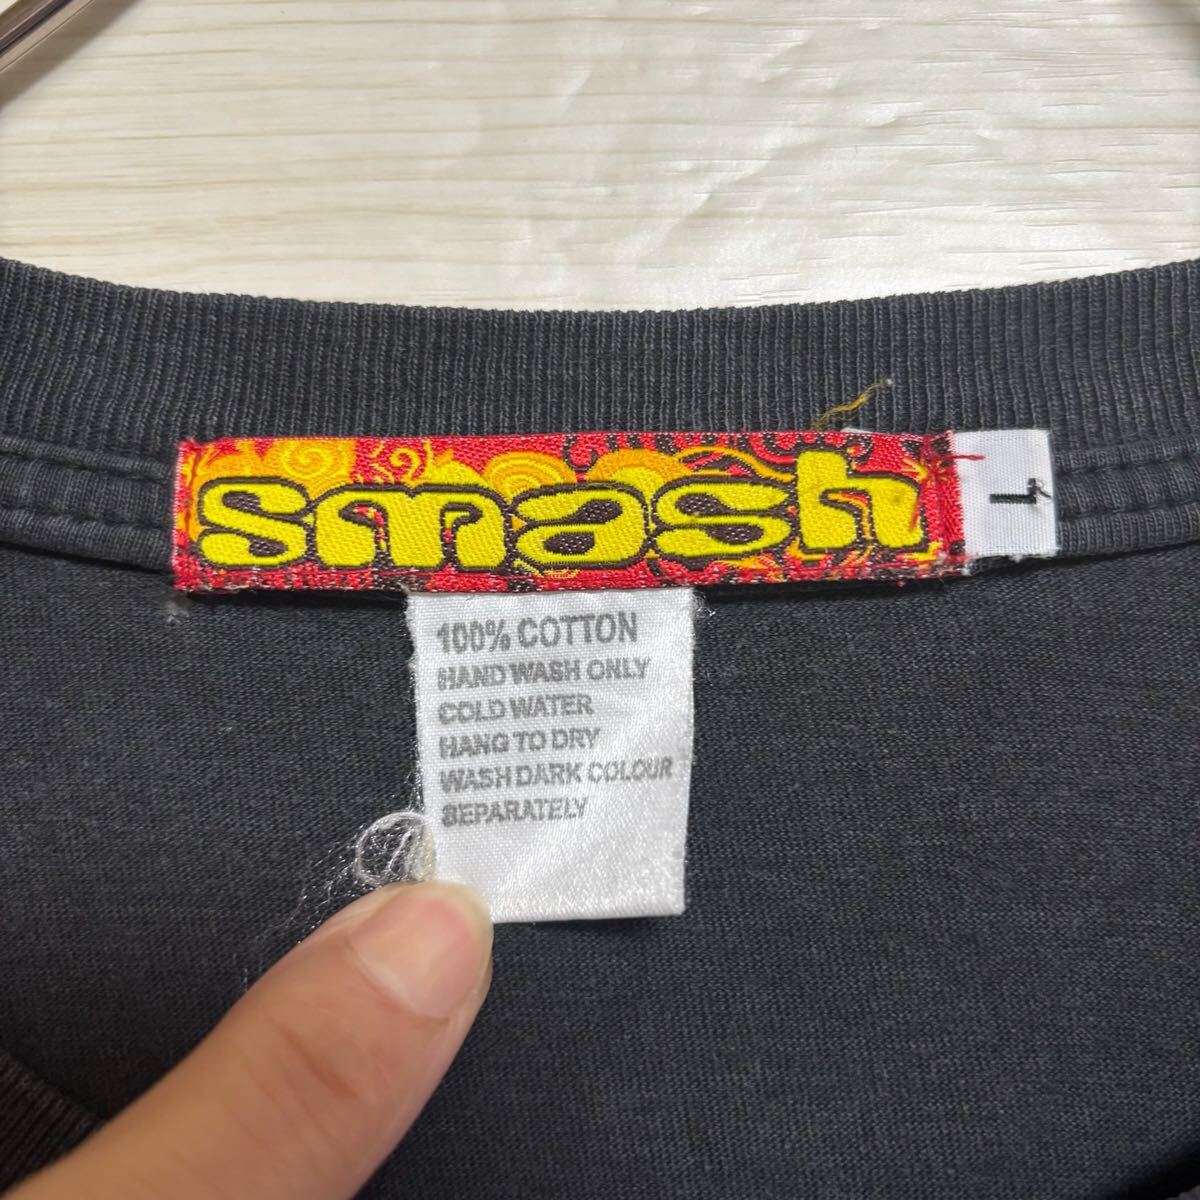 smash
L
100% COTTON
HAND WASH ONLY
COLD WATER
HANG TO DRY
WASH DARK COLOUR
SEPARATELY